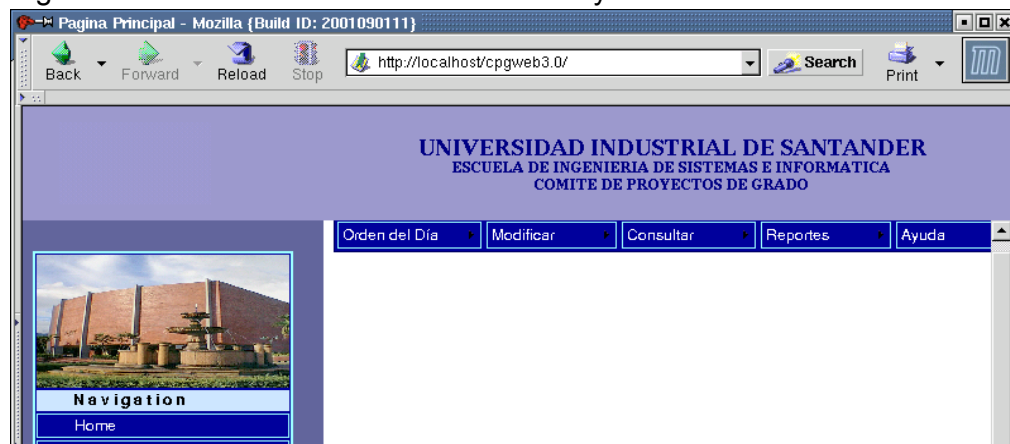 Pagina Principal - Mozilla {Build ID: 2001090111}
Back Forward Reload Stop http://localhost/cpgweb3.0/ Search Print
UNIVERSIDAD INDUSTRIAL DE SANTANDER
ESCUELA DE INGENIERIA DE SISTEMAS E INFORMATICA
COMITE DE PROYECTOS DE GRADO
Orden del Día Modificar Consultar Reportes Ayuda
Navigation
Home